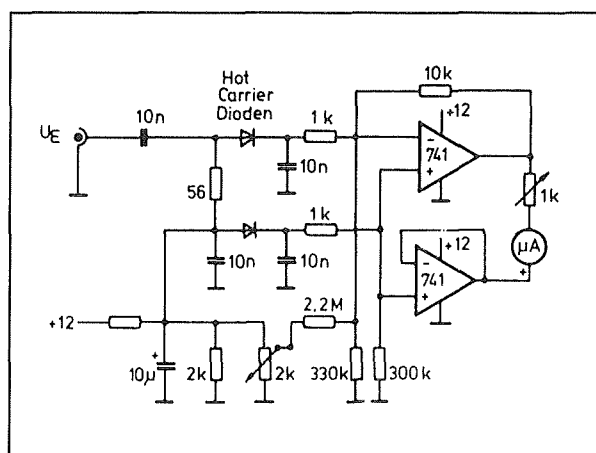 Hot
Carrier
Dioden
10k
+12
10n
1k
UE
741
−
+
10n
56
1k
1k
+12
10n
10n
741
−
+
µA
+
2,2M
+12
+
10µ
2k
2k
330k
300k